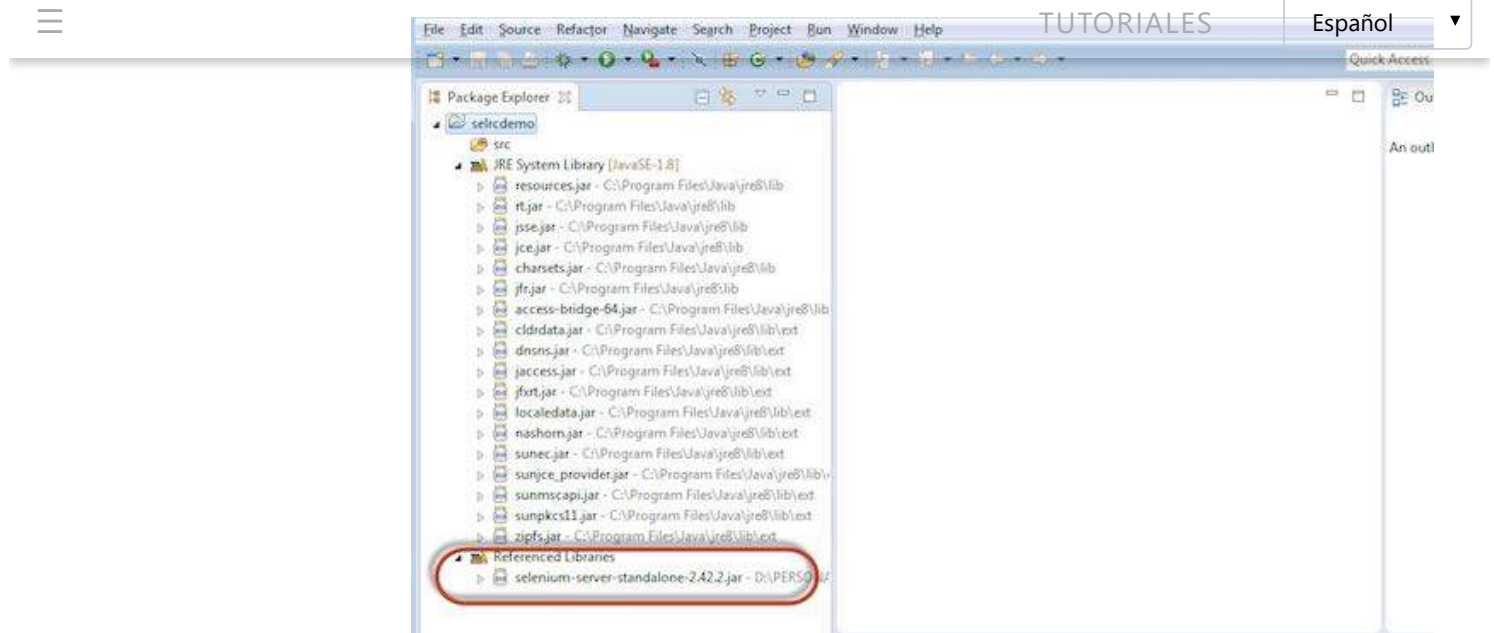 ☰ TUTORIALES Español ▼
File Edit Source Refactor Navigate Search Project Run Window Help
Quick Access
Package Explorer
Ou
selrcdemo
An outl
src
JRE System Library [JavaSE-1.8]
resources.jar - C:\Program Files\Java\jre8\lib
rt.jar - C:\Program Files\Java\jre8\lib
jsse.jar - C:\Program Files\Java\jre8\lib
jce.jar - C:\Program Files\Java\jre8\lib
charsets.jar - C:\Program Files\Java\jre8\lib
jfr.jar - C:\Program Files\Java\jre8\lib
access-bridge-64.jar - C:\Program Files\Java\jre8\lib
cldrdata.jar - C:\Program Files\Java\jre8\lib\ext
dnsns.jar - C:\Program Files\Java\jre8\lib\ext
jaccess.jar - C:\Program Files\Java\jre8\lib\ext
jfxrt.jar - C:\Program Files\Java\jre8\lib\ext
localedata.jar - C:\Program Files\Java\jre8\lib\ext
nashorn.jar - C:\Program Files\Java\jre8\lib\ext
sunec.jar - C:\Program Files\Java\jre8\lib\ext
sunjce_provider.jar - C:\Program Files\Java\jre8\lib\
sunmscapi.jar - C:\Program Files\Java\jre8\lib\ext
sunpkcs11.jar - C:\Program Files\Java\jre8\lib\ext
zipfs.jar - C:\Program Files\Java\jre8\lib\ext
Referenced Libraries
selenium-server-standalone-2.42.2.jar - D:\PERSONA